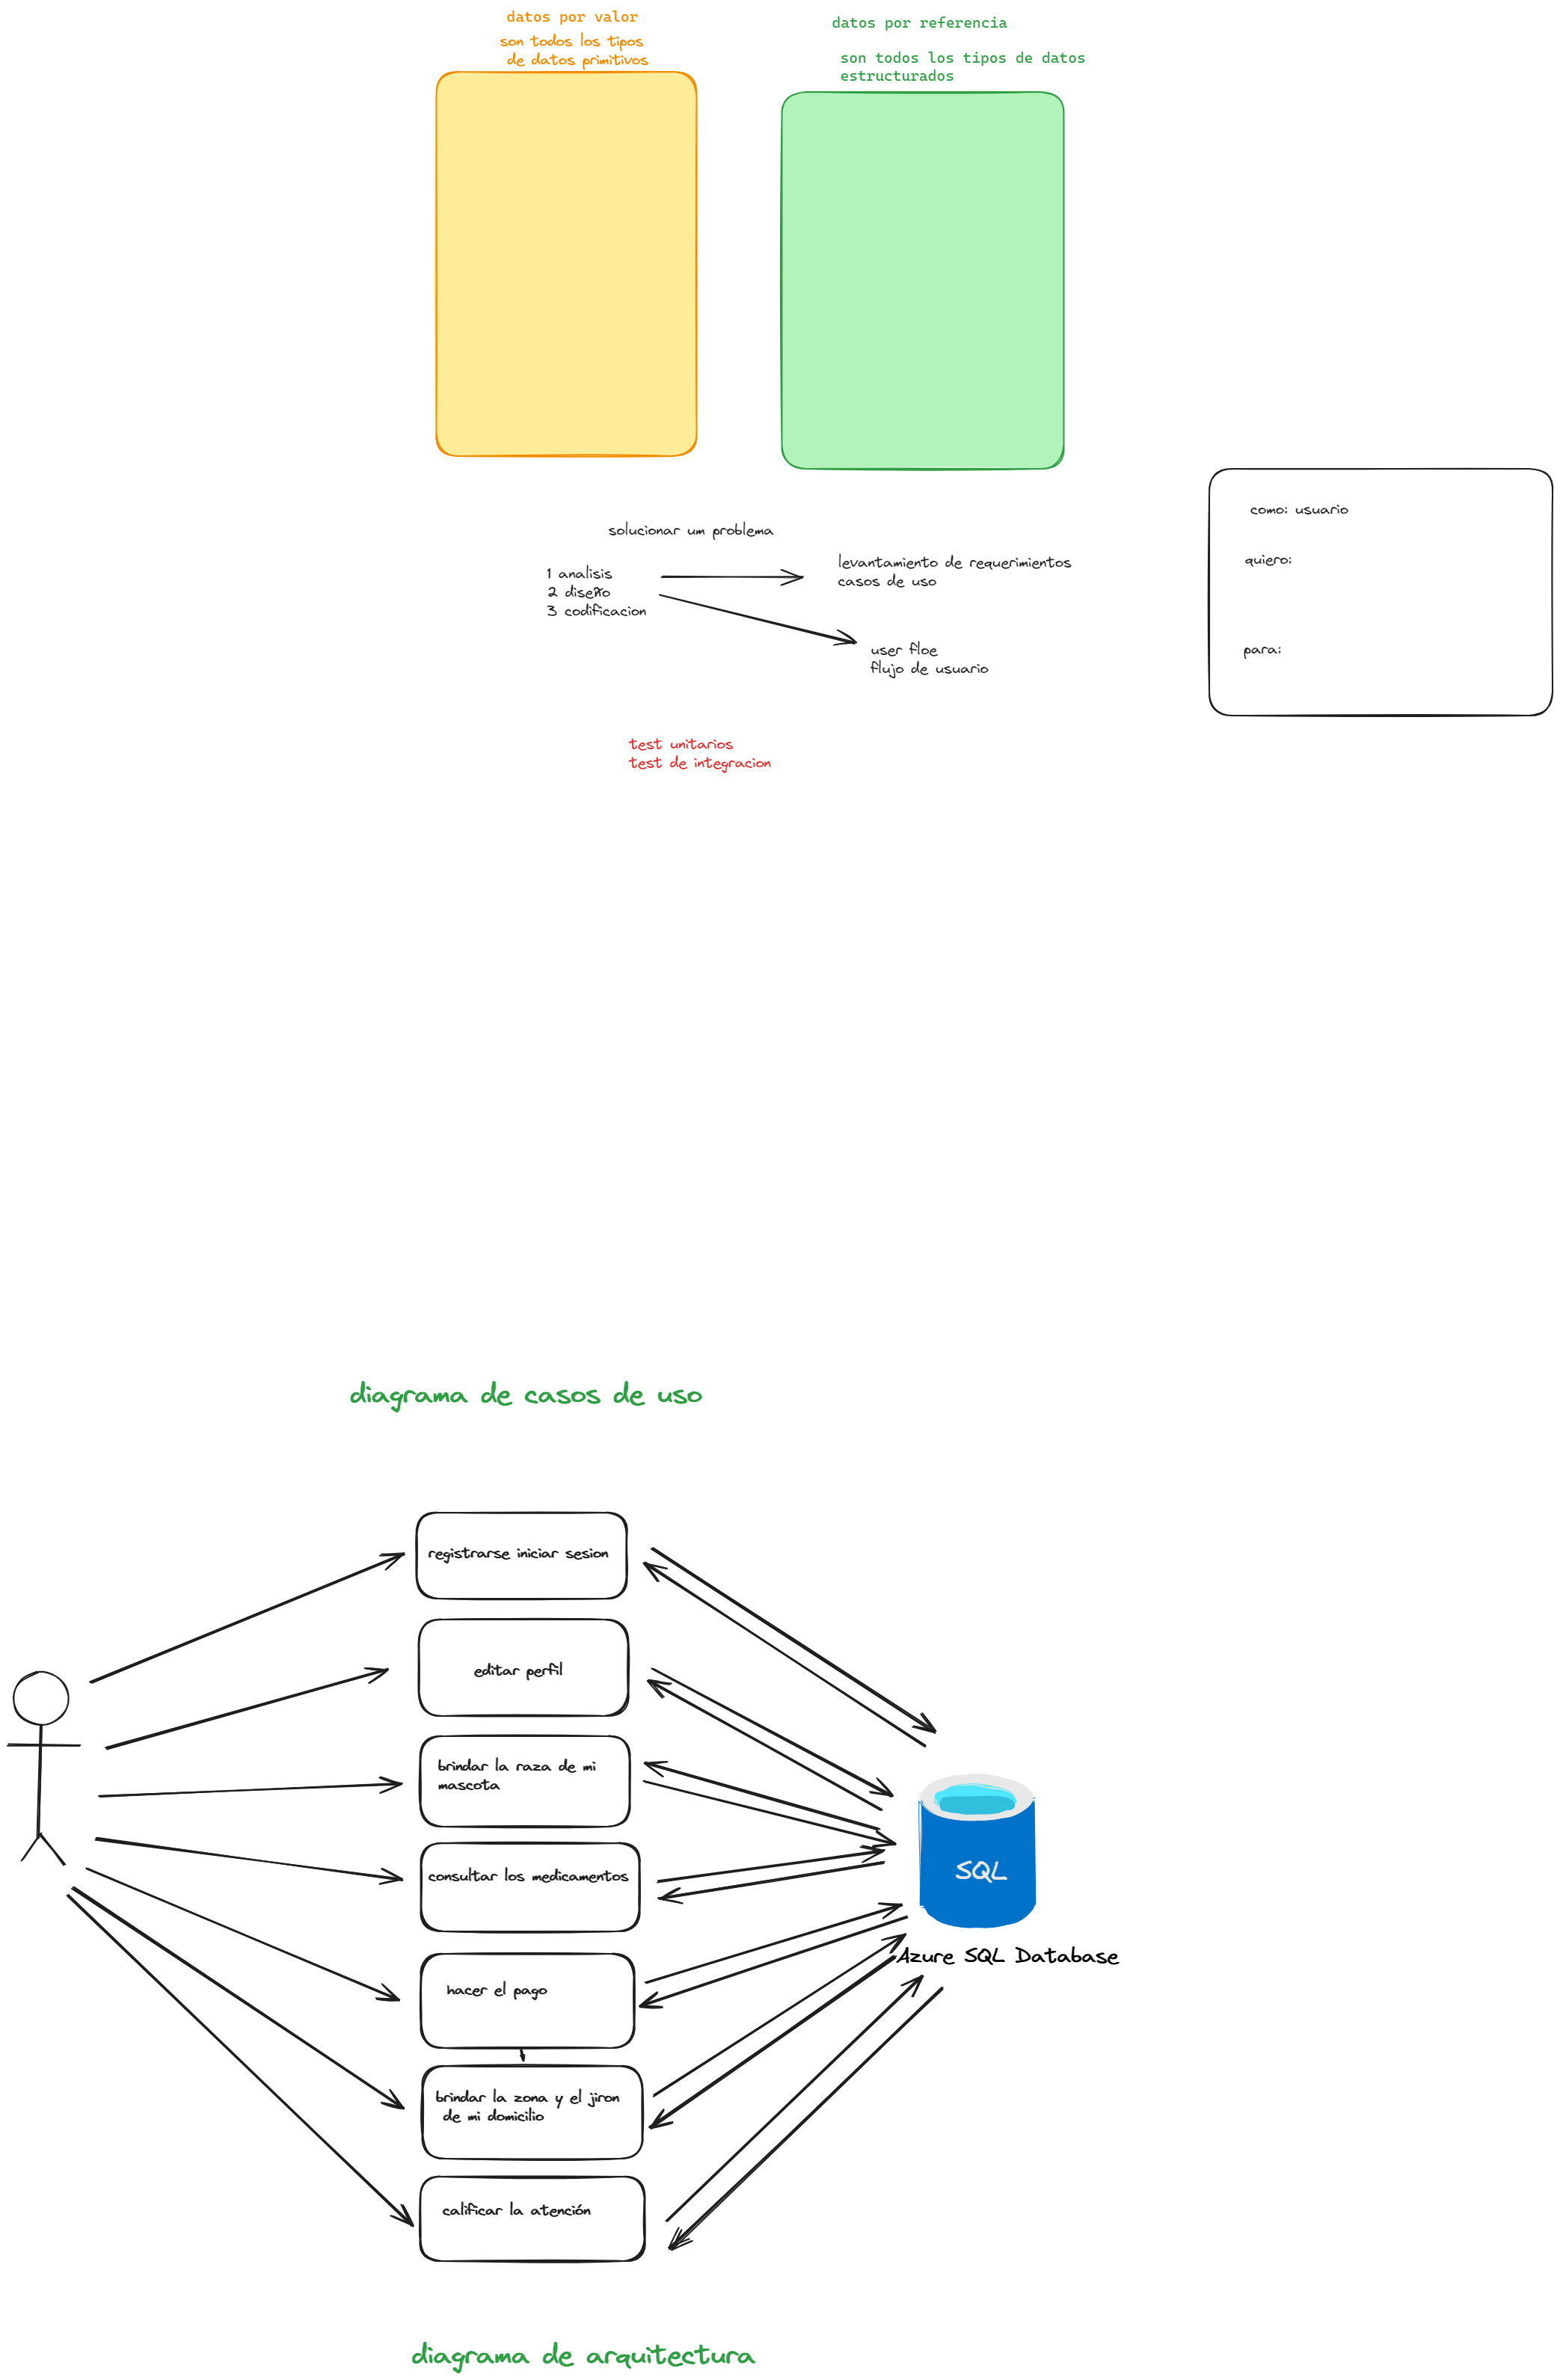 datos por valor
son todos los tipos
de datos primitivos
datos por referencia
son todos los tipos de datos
estructurados
solucionar um problema
1 analisis
2 diseño
3 codificacion
levantamiento de requerimientos
casos de uso
user floe
flujo de usuario
como: usuario
quiero:
para:
test unitarios
test de integracion
diagrama de casos de uso
registrarse iniciar sesion
editar perfil
brindar la raza de mi
mascota
consultar los medicamentos
hacer el pago
brindar la zona y el jiron
de mi domicilio
calificar la atención
SQL
Azure SQL Database
diagrama de arquitectura